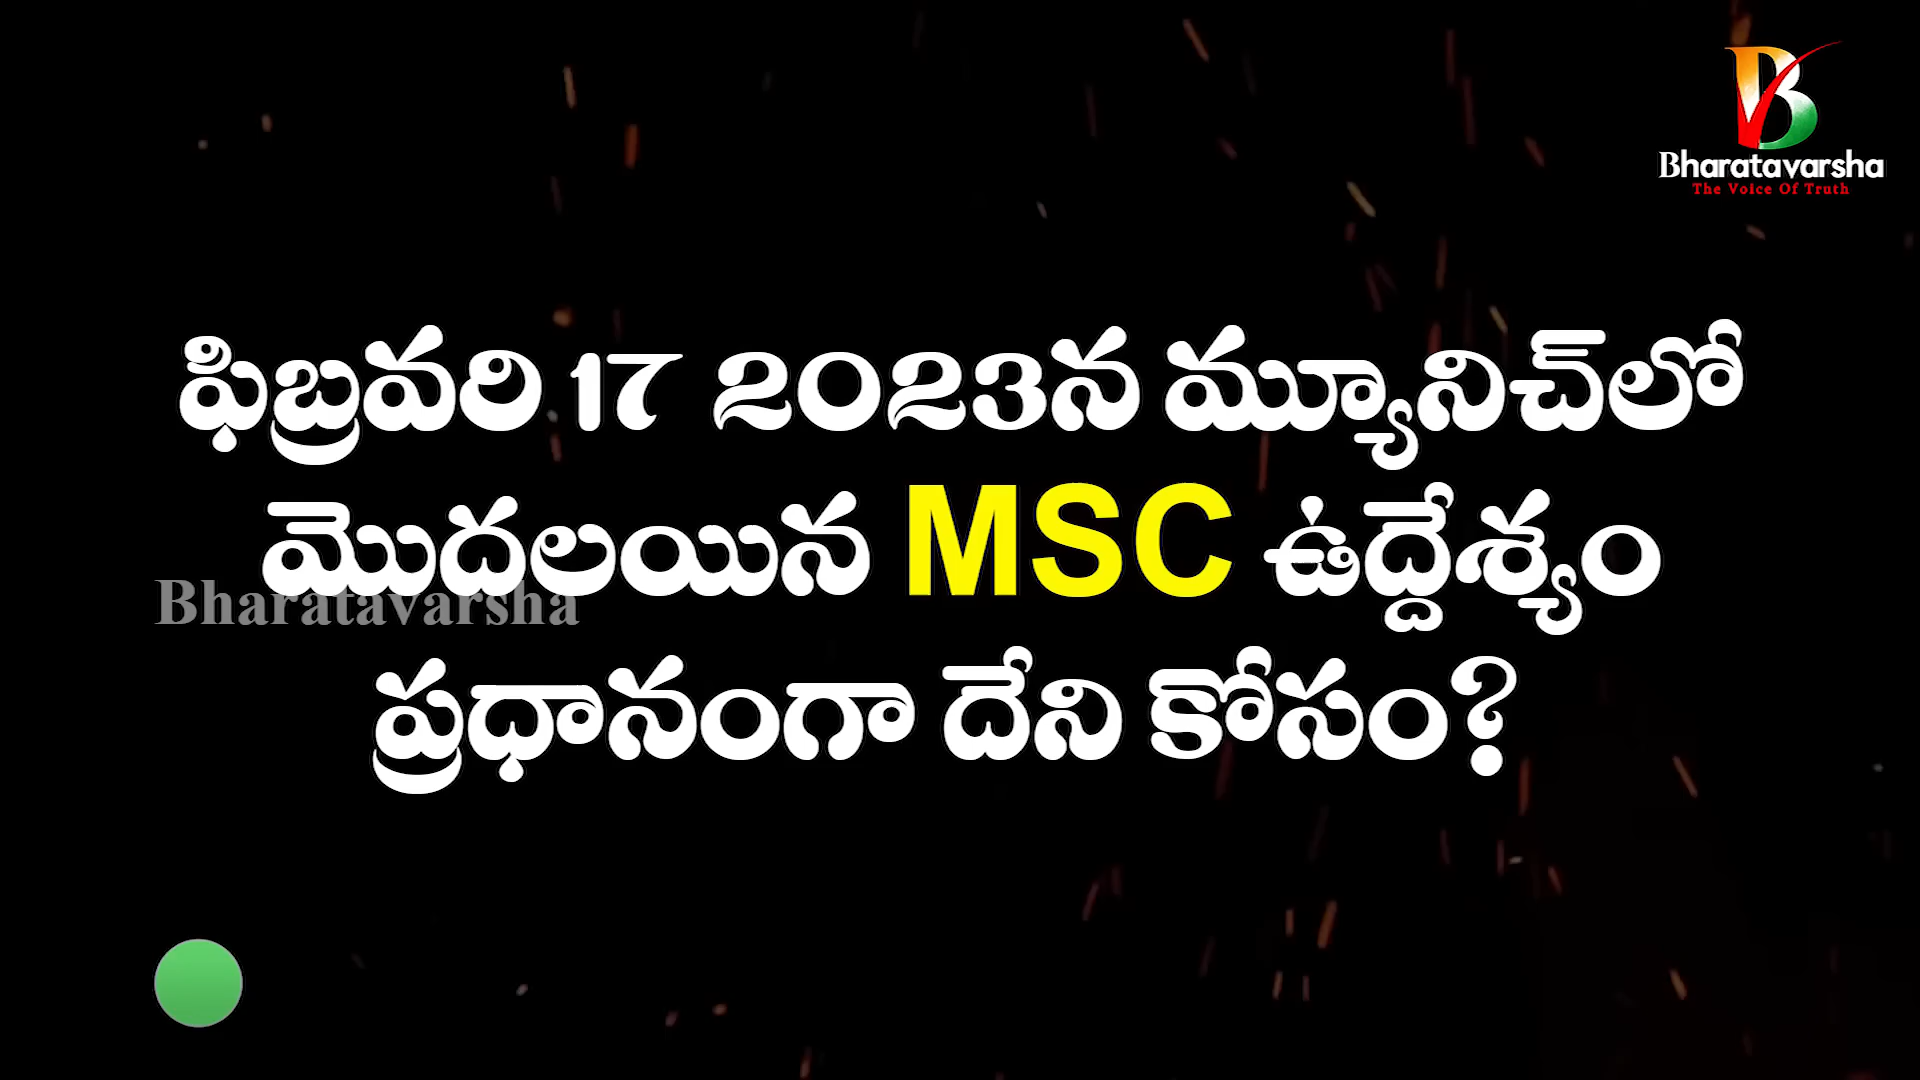 Bharatavarsha
The Voice Of Truth
ఫిబ్రవరి 17 2023న మ్యూనిచ్‌లో
మొదలయిన MSC ఉద్దేశ్యం
Bharatavarsha
ప్రధానంగా దేని కోసం?